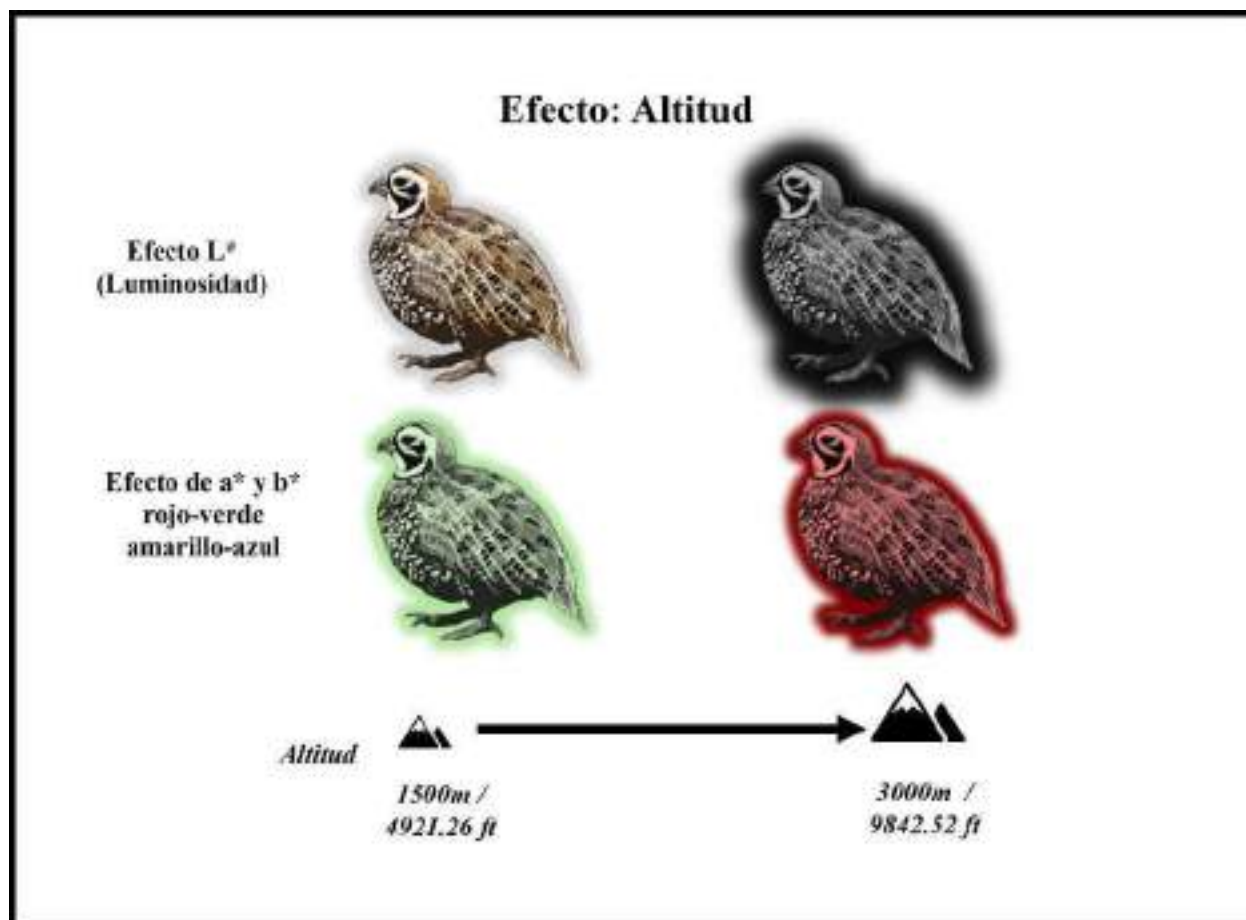 Efecto: Altitud
Efecto L*
(Luminosidad)
Efecto de a* y b*
rojo-verde
amarillo-azul
Altitud
1500m /
4921.26 ft
3000m /
9842.52 ft